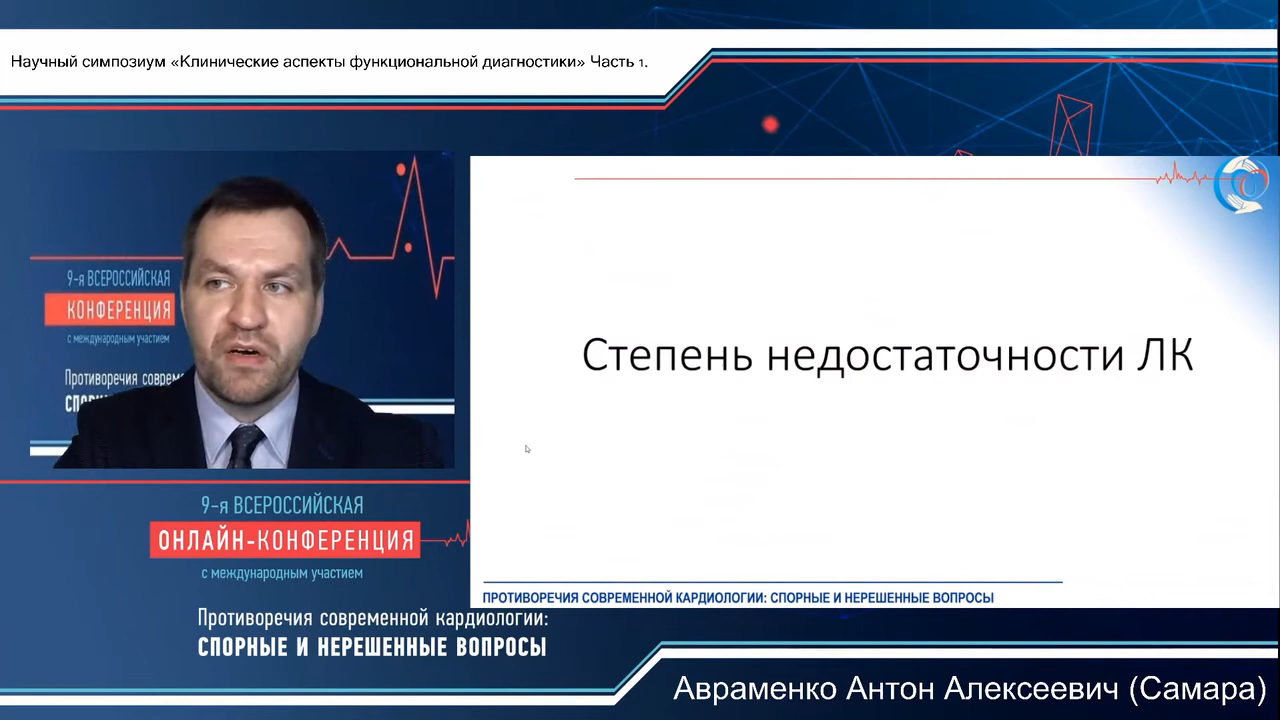 Научный симпозиум «Клинические аспекты функциональной диагностики» Часть 1.
9-я ВСЕРОССИЙСКАЯ
КОНФЕРЕНЦИЯ
с международным участием
Противоречия
Степень недостаточности ЛК
ПРОТИВОРЕЧИЯ СОВРЕМЕННОЙ КАРДИОЛОГИИ: СПОРНЫЕ И НЕРЕШЕННЫЕ ВОПРОСЫ
9-я ВСЕРОССИЙСКАЯ
ОНЛАЙН-КОНФЕРЕНЦИЯ
с международным участием
Противоречия современной кардиологии:
СПОРНЫЕ И НЕРЕШЕННЫЕ ВОПРОСЫ
Авраменко Антон Алексеевич (Самара)